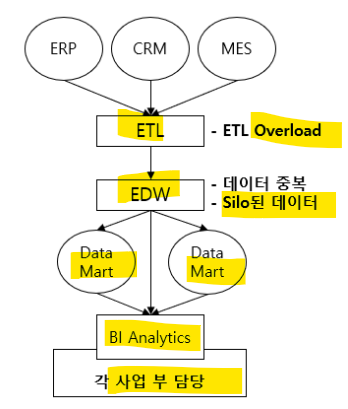 ERP CRM MES
ETL - ETL Overload
EDW - 데이터 중복
- Silo된 데이터
Data Data
Mart Mart
BI Analytics
각 사업 부 담당